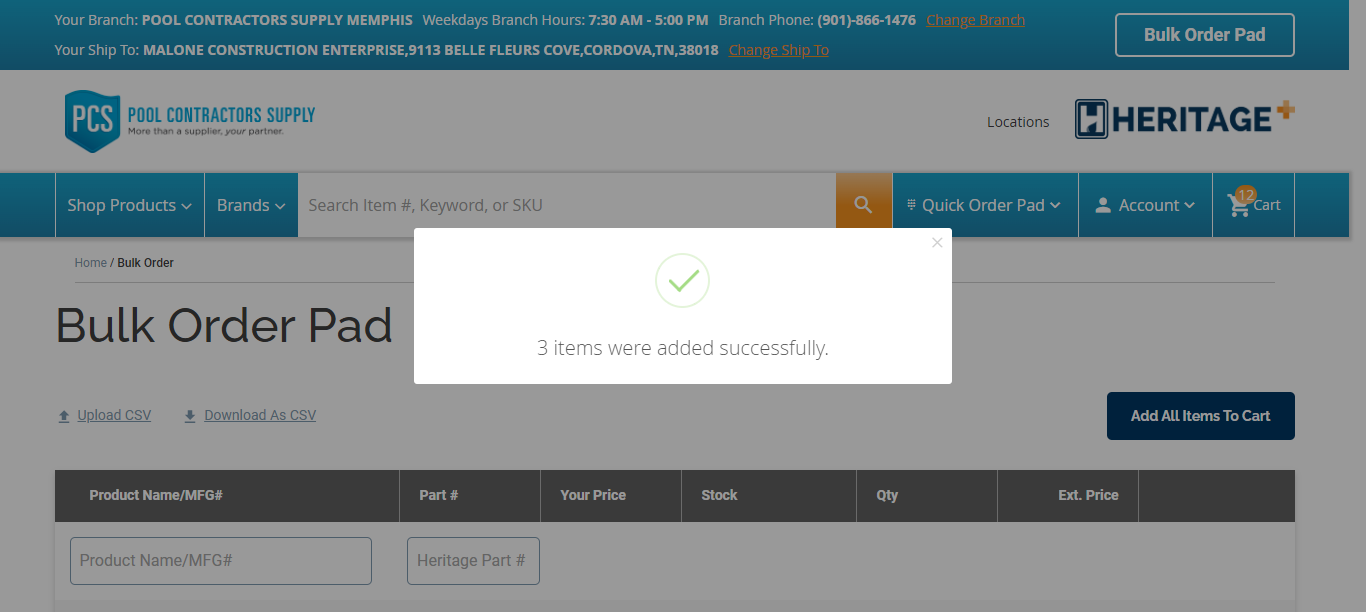 Your Branch: POOL CONTRACTORS SUPPLY MEMPHIS Weekdays Branch Hours: 7:30 AM - 5:00 PM Branch Phone: (901)-866-1476 Change Branch
Your Ship To: MALONE CONSTRUCTION ENTERPRISE,9113 BELLE FLEURS COVE,CORDOVA,TN,38018 Change Ship To
Bulk Order Pad
PCS POOL CONTRACTORS SUPPLY
More than a supplier, your partner.
Locations
HERITAGE+
Shop Products
Brands
Search Item #, Keyword, or SKU
Quick Order Pad
Account
12
Cart
Home / Bulk Order
×
Bulk Order Pad
3 items were added successfully.
Upload CSV
Download As CSV
Add All Items To Cart
Product Name/MFG# Part # Your Price Stock Qty Ext. Price
Product Name/MFG# Heritage Part #